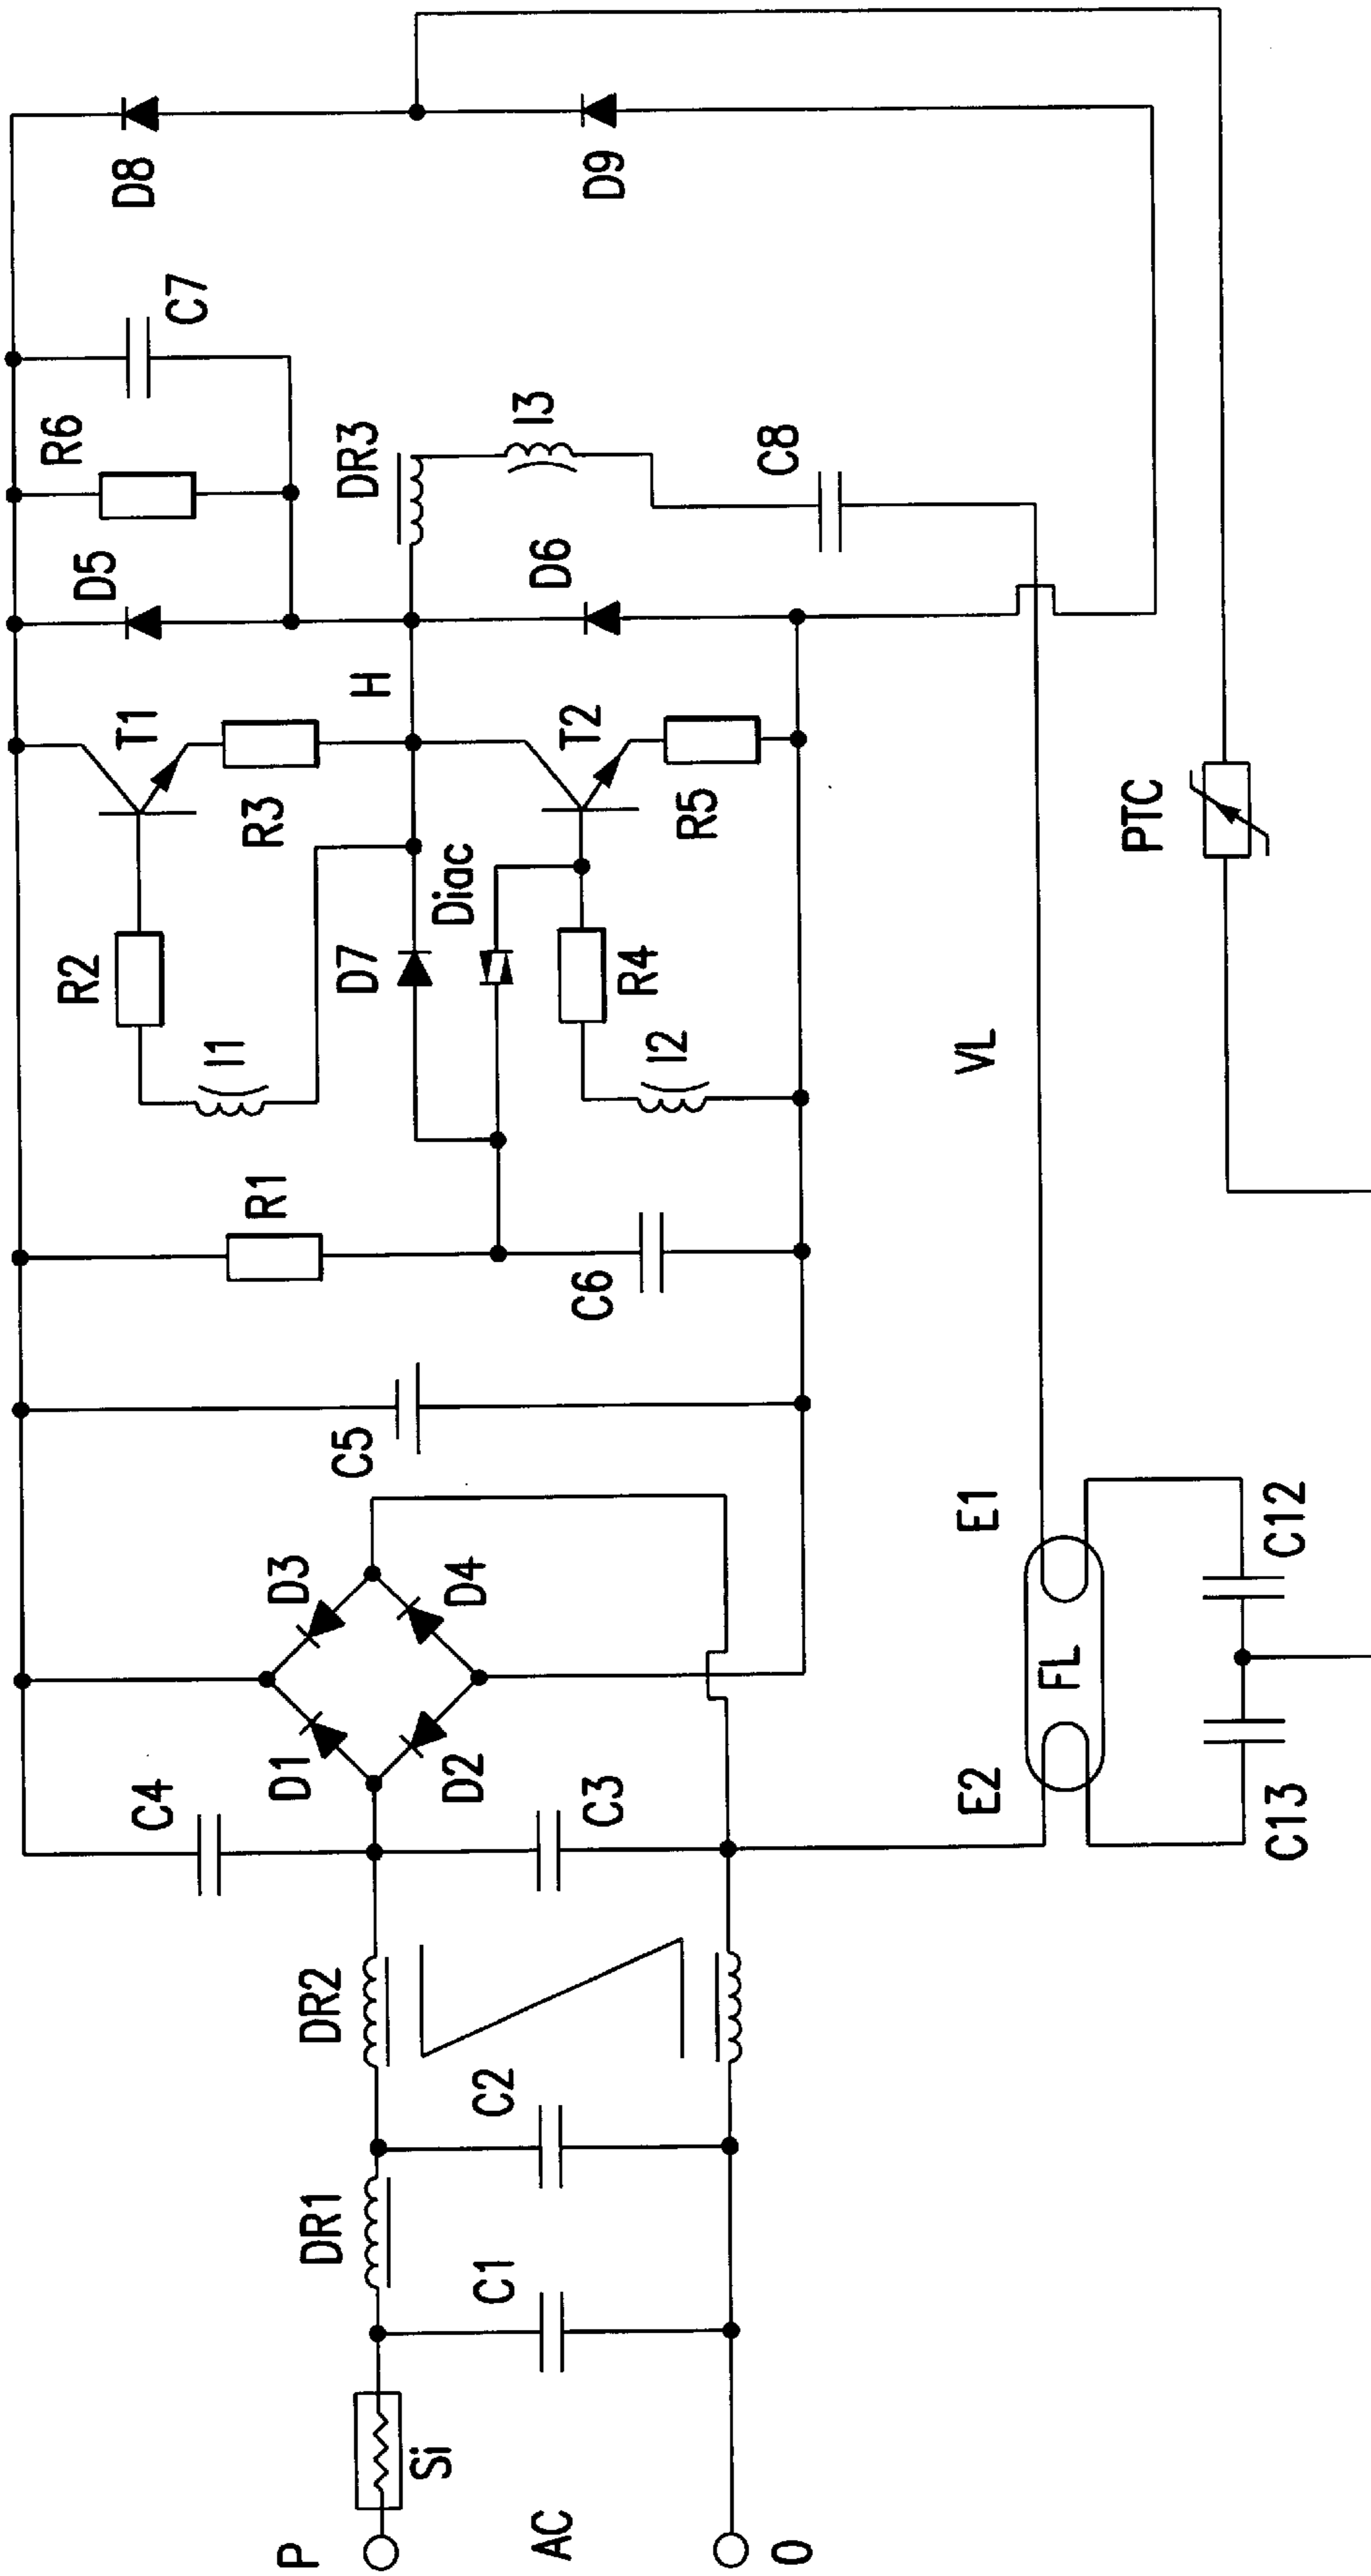 P
Si
AC
O
DR1
C1
C2
DR2
C4
C3
D1
D2
D3
D4
C5
R1
C6
R2
I1
D7
Diac
R4
I2
T1
R3
H
T2
R5
D5
D6
R6
C7
DR3
I3
C8
D8
D9
VL
PTC
E2
FL
E1
C13
C12